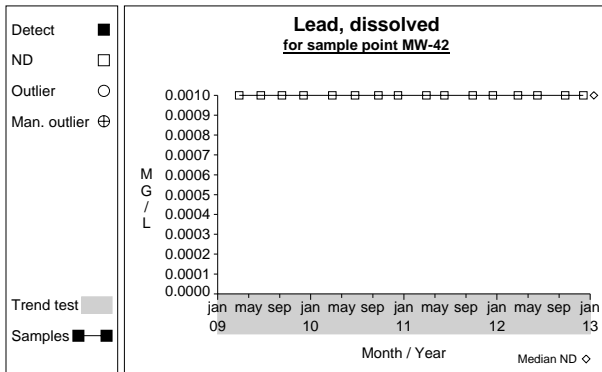 Detect
ND
Outlier
Man. outlier
Trend test
Samples
Lead, dissolved
for sample point MW-42
M
G
/
L
0.0010
0.0009
0.0008
0.0007
0.0006
0.0005
0.0004
0.0003
0.0002
0.0001
0.0000
jan may sep jan may sep jan may sep jan may sep jan
09 10 11 12 13
Month / Year
Median ND